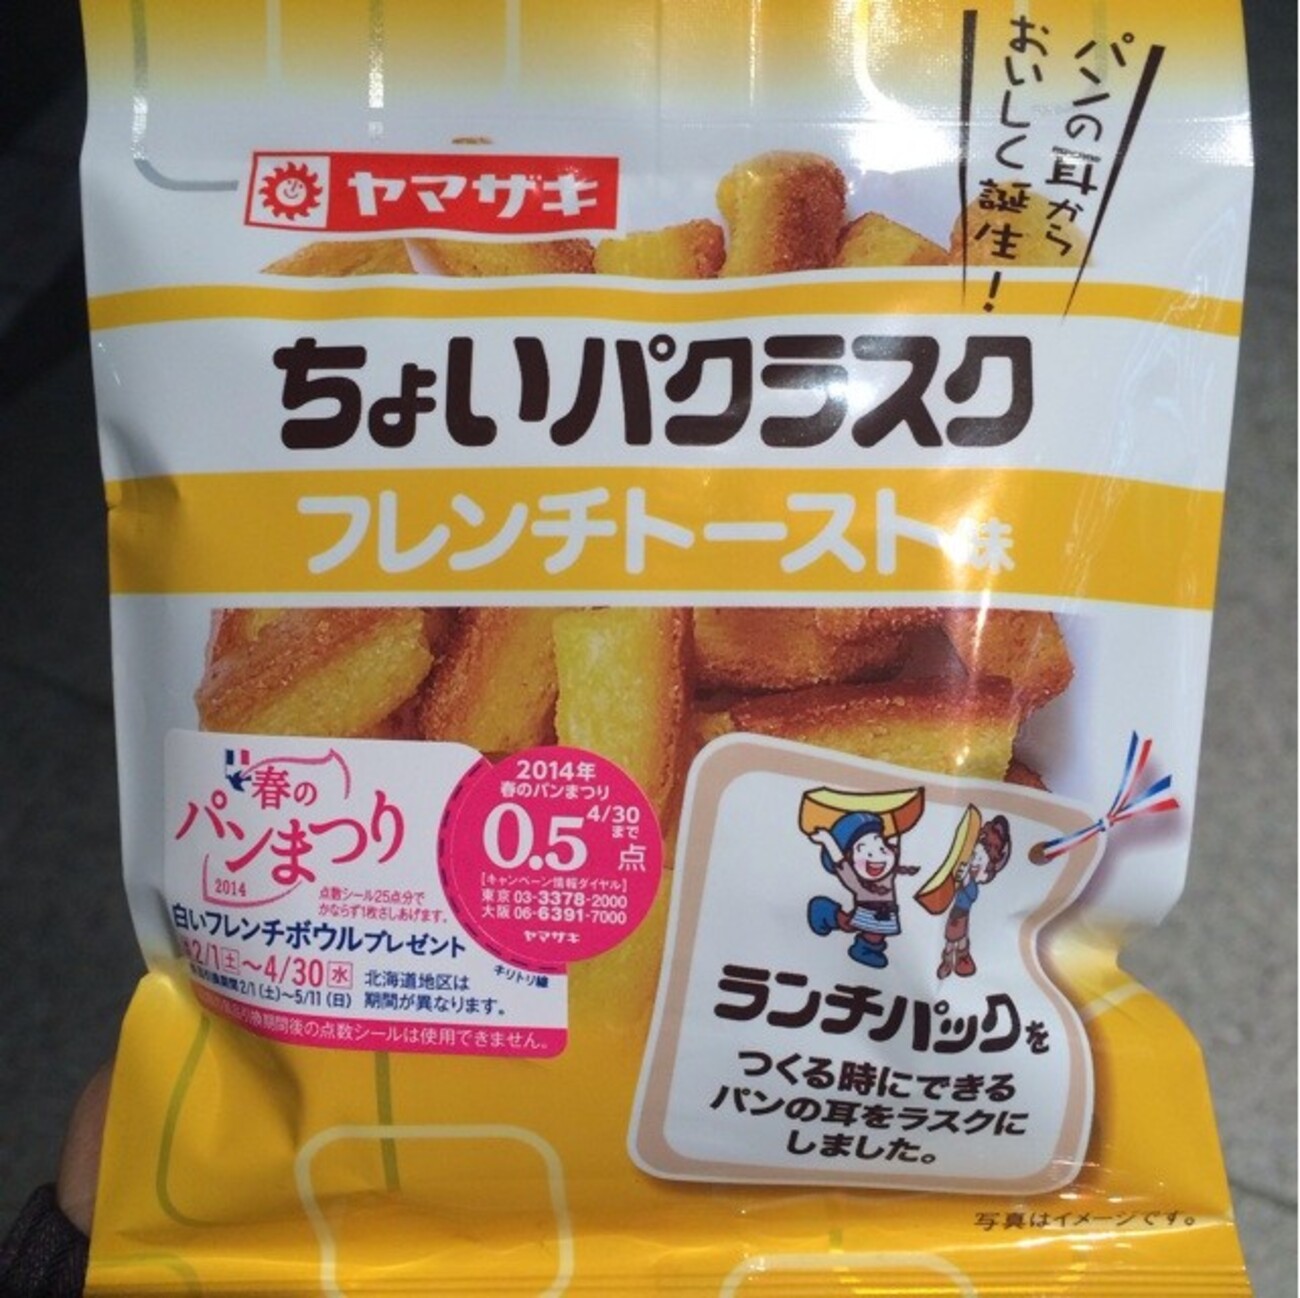 パンの耳から
おいしく誕生！
ヤマザキ
ちょいパクラスク
フレンチトースト味
春の
パンまつり
2014
点数シール25点分で
かならず1枚さしあげます。
白いフレンチボウルプレゼント
2/1(土)～4/30(水)
引換期間2/1(土)～5/11(日)
北海道地区は
期間が異なります。
換期間後の点数シールは使用できません。
2014年
春のパンまつり
4/30
まで
0.5点
[キャンペーン情報ダイヤル]
東京 03-3378-2000
大阪 06-6391-7000
ヤマザキ
キリトリ線
ランチパックを
つくる時にできる
パンの耳をラスクに
しました。
写真はイメージです。